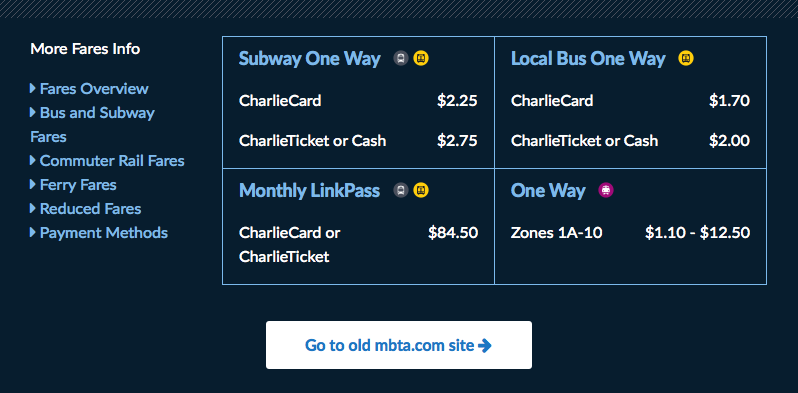 More Fares Info
Fares Overview
Bus and Subway
Fares
Commuter Rail Fares
Ferry Fares
Reduced Fares
Payment Methods
Subway One Way
CharlieCard $2.25
CharlieTicket or Cash $2.75
Local Bus One Way
CharlieCard $1.70
CharlieTicket or Cash $2.00
Monthly LinkPass
CharlieCard or $84.50
CharlieTicket
One Way
Zones 1A-10 $1.10 - $12.50
Go to old mbta.com site